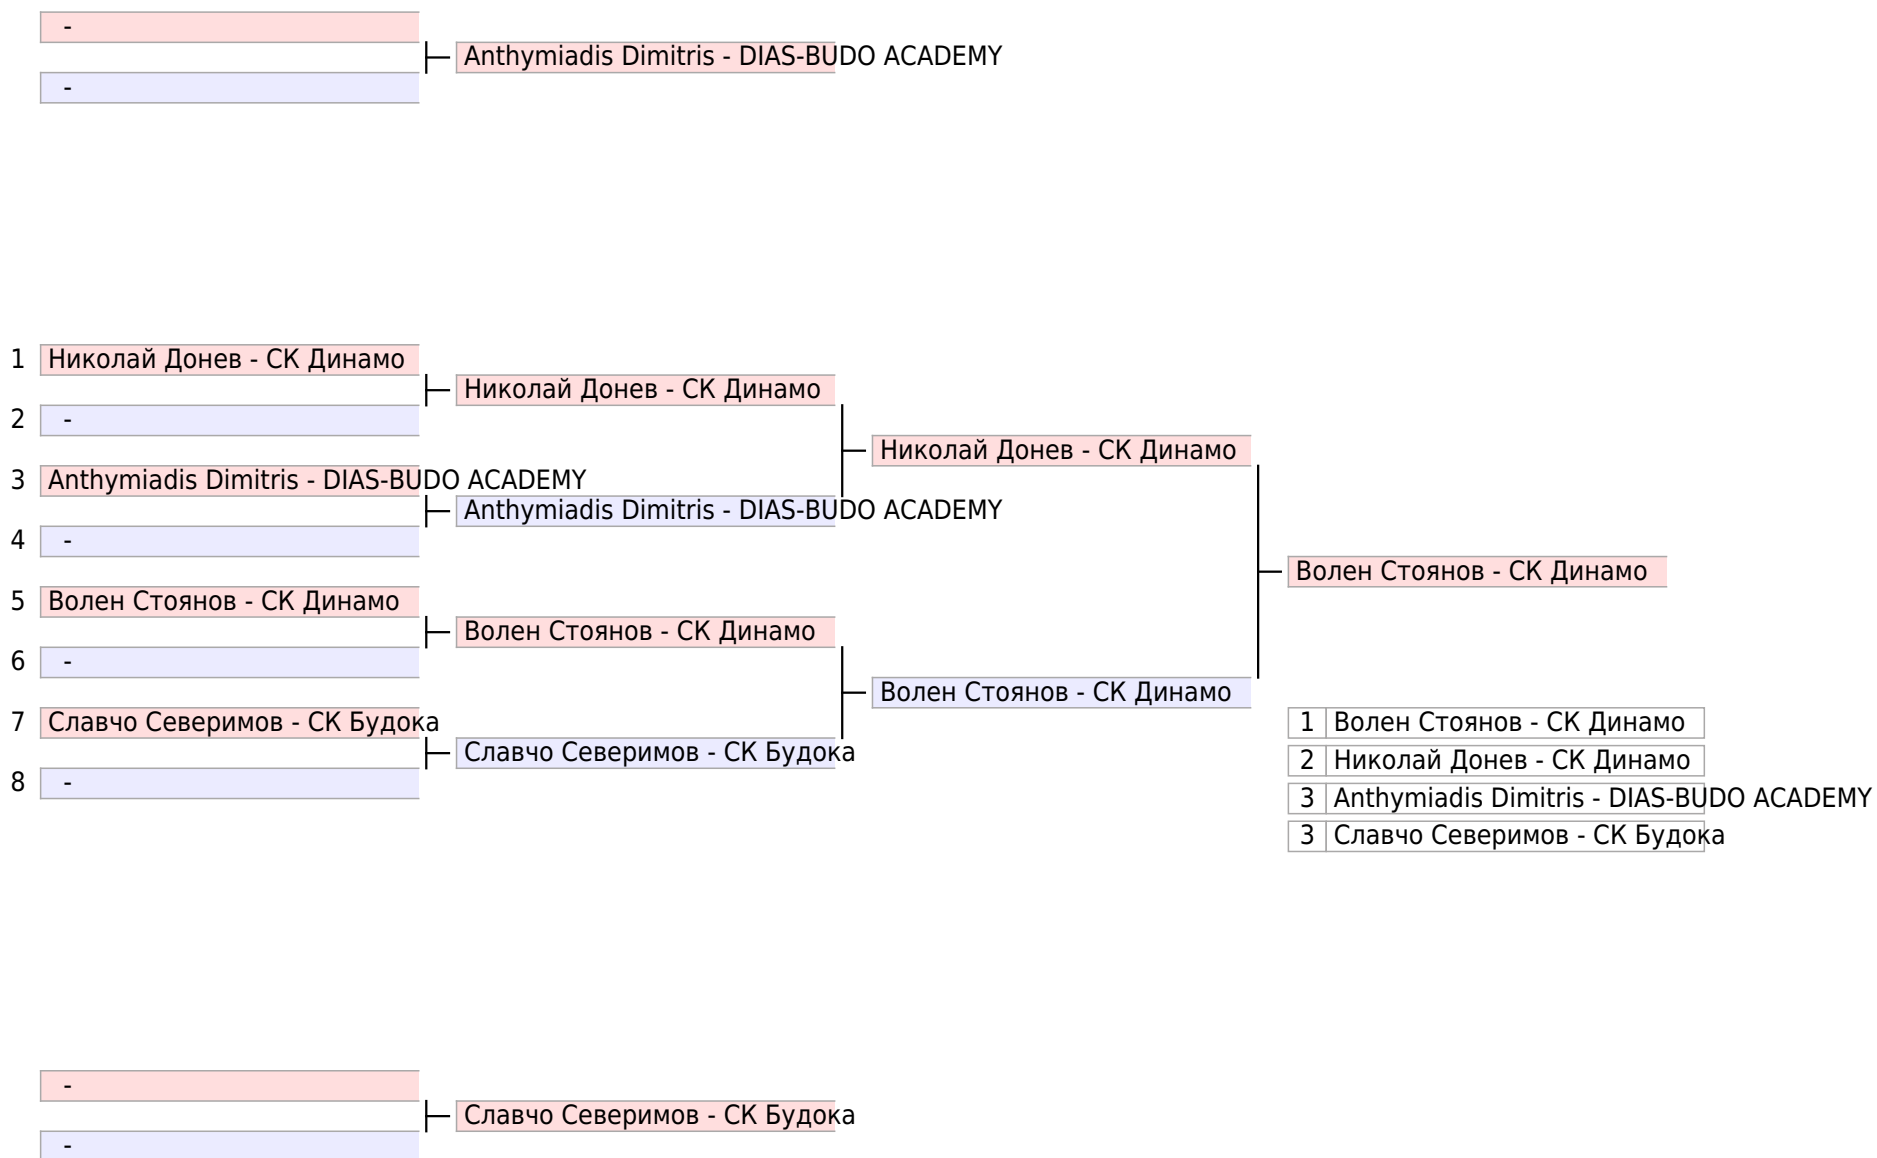 -
Anthymiadis Dimitris - DIAS-BUDO ACADEMY
-
1 Николай Донев - СК Динамо
Николай Донев - СК Динамо
2 -
Николай Донев - СК Динамо
3 Anthymiadis Dimitris - DIAS-BUDO ACADEMY
Anthymiadis Dimitris - DIAS-BUDO ACADEMY
4 -
Волен Стоянов - СК Динамо
5 Волен Стоянов - СК Динамо
Волен Стоянов - СК Динамо
6 -
Волен Стоянов - СК Динамо
7 Славчо Северимов - СК Будока
Славчо Северимов - СК Будока
8 -
1 Волен Стоянов - СК Динамо
2 Николай Донев - СК Динамо
3 Anthymiadis Dimitris - DIAS-BUDO ACADEMY
3 Славчо Северимов - СК Будока
-
Славчо Северимов - СК Будока
-